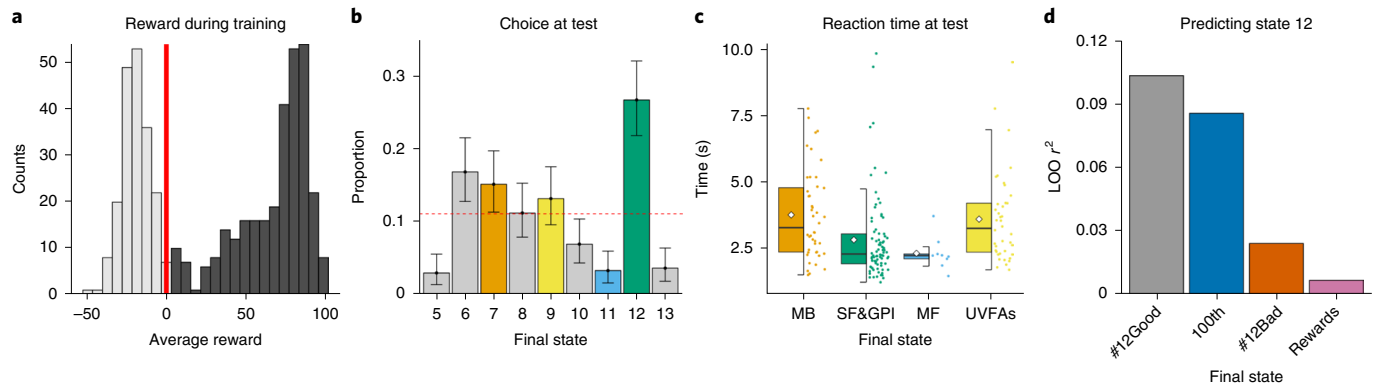 a
Reward during training
50
40
30
20
10
0
Counts
–50
0
50
100
Average reward
b
Choice at test
0.3
0.2
0.1
0
Proportion
5 6 7 8 9 10 11 12 13
Final state
c
Reaction time at test
10.0
7.5
5.0
2.5
Time (s)
MB SF&GPI MF UVFAs
Final state
d
Predicting state 12
0.12
0.09
0.06
0.03
0
LOO r²
#12Good
100th
#12Bad
Rewards
Final state